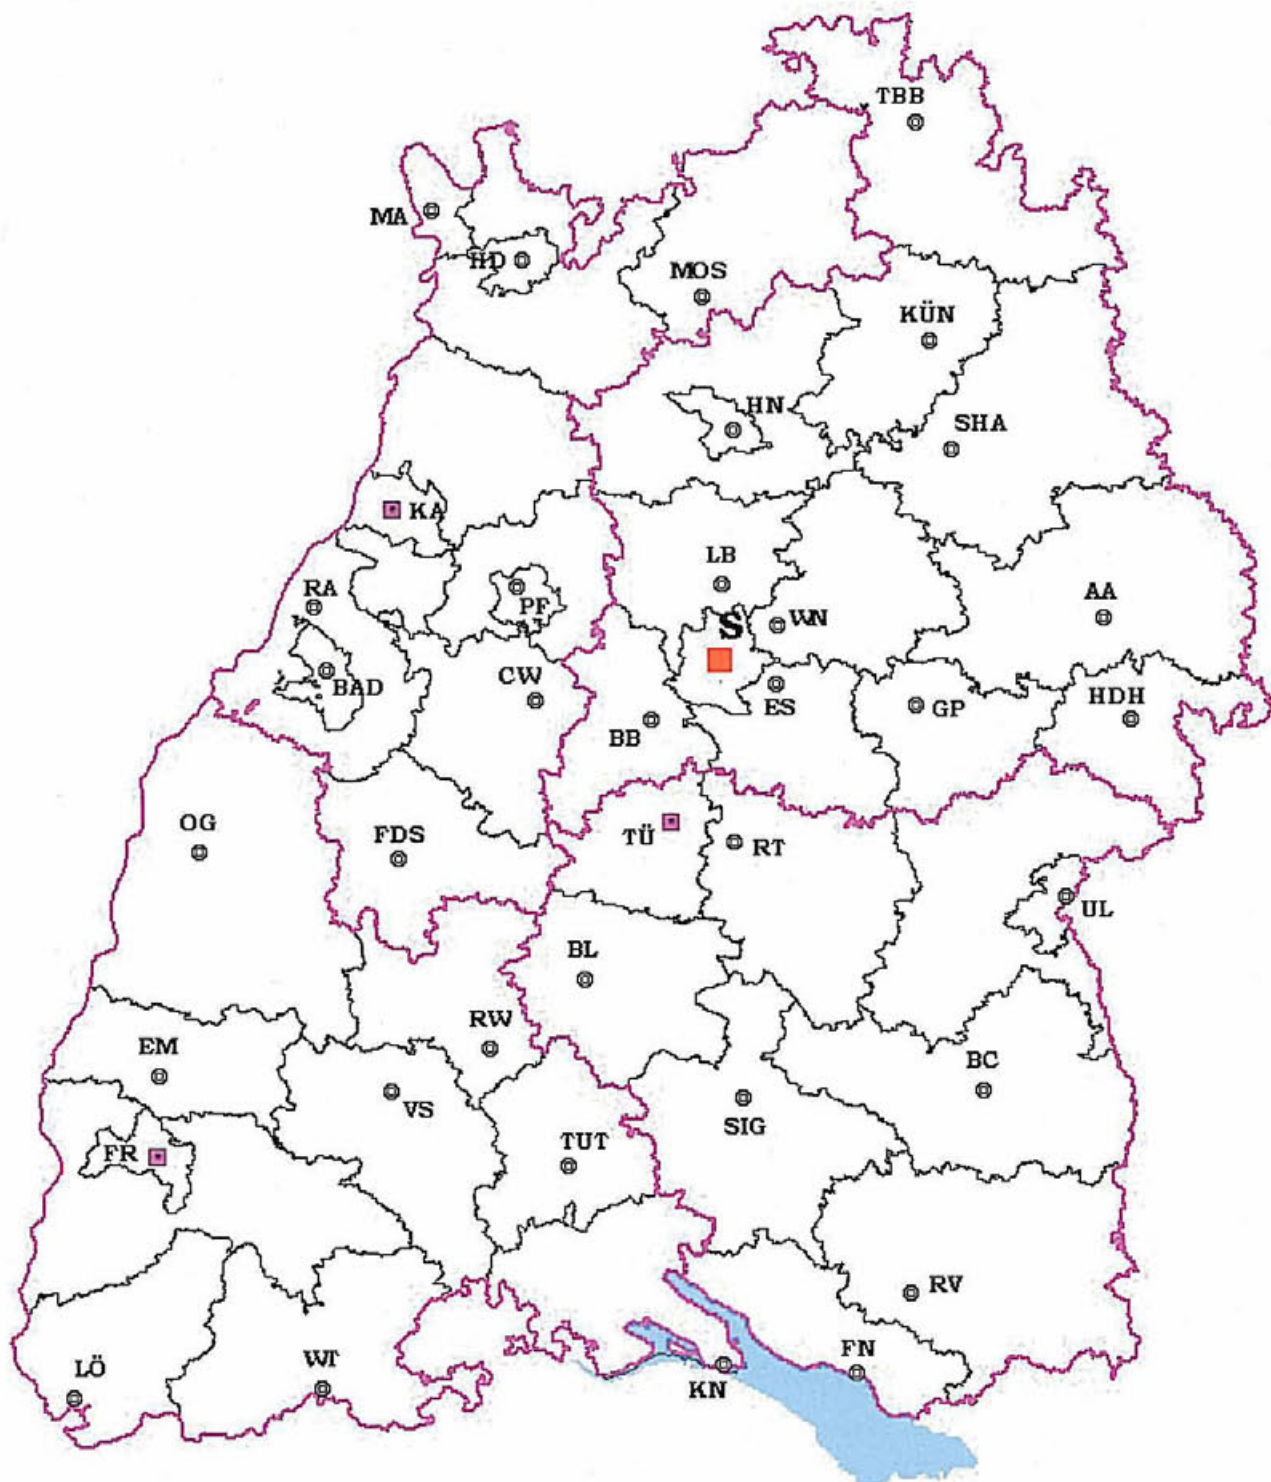 TBB
MA
HD
MOS
KÜN
HN
SHA
KA
LB
AA
RA
PF
S
WN
BAD
CW
ES
GP
HDH
BB
OG
FDS
TÜ
RT
UL
BL
RW
EM
BC
VS
SIG
FR
TUT
RV
LÖ
WT
FN
KN